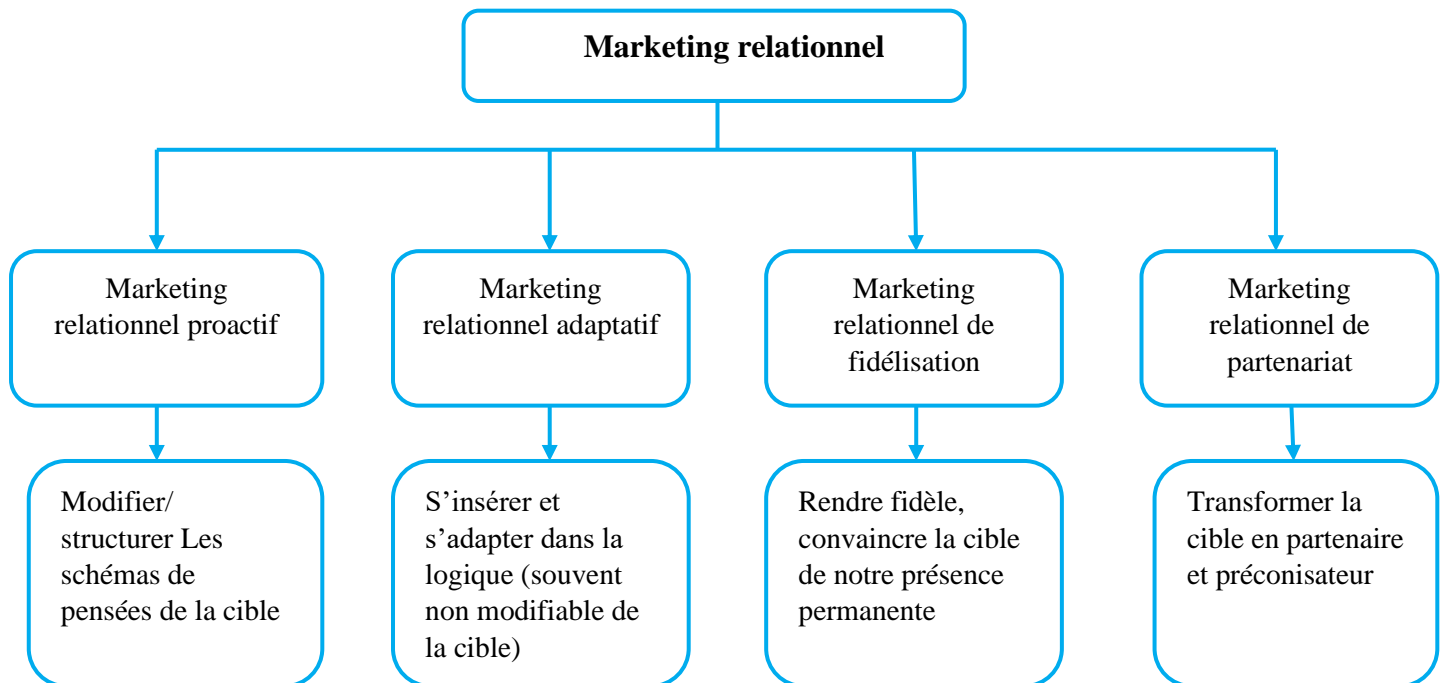 Marketing relationnel
Marketing
relationnel proactif
Marketing
relationnel adaptatif
Marketing
relationnel de
fidélisation
Marketing
relationnel de
partenariat
Modifier/
structurer Les
schémas de
pensées de la cible
S’insérer et
s’adapter dans la
logique (souvent
non modifiable de
la cible)
Rendre fidèle,
convaincre la cible
de notre présence
permanente
Transformer la
cible en partenaire
et préconisateur